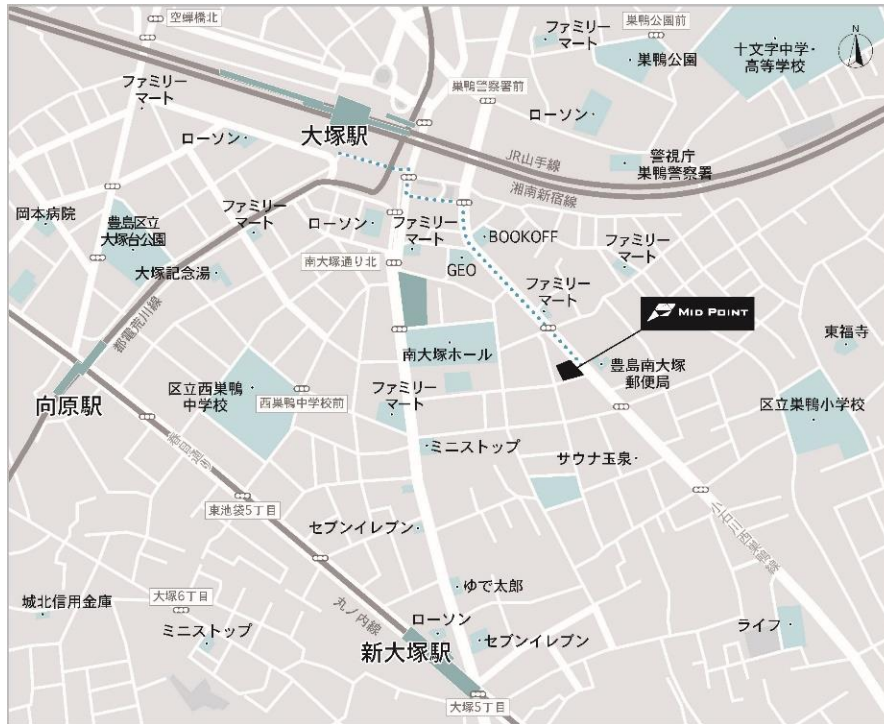 空蟬橋北
ファミリー
マート
巣鴨公園前
巣鴨公園
十文字中学・
高等学校
N
ファミリー
マート
巣鴨警察署前
ローソン
大塚駅
ローソン
JR山手線
警視庁
巣鴨警察署
湘南新宿線
岡本病院
豊島区立
大塚台公園
ファミリー
マート
ローソン
ファミリー
マート
BOOKOFF
ファミリー
マート
南大塚通り北
GEO
大塚記念湯
ファミリー
マート
MID POINT
都電荒川線
南大塚ホール
豊島南大塚
郵便局
東福寺
向原駅
区立西巣鴨
中学校
西巣鴨中学校前
ファミリー
マート
区立巣鴨小学校
春日通り
ミニストップ
サウナ玉泉
東池袋5丁目
セブンイレブン
小石川西巣鴨線
城北信用金庫
大塚6丁目
ミニストップ
丸ノ内線
ゆで太郎
ローソン
セブンイレブン
ライフ
新大塚駅
大塚5丁目